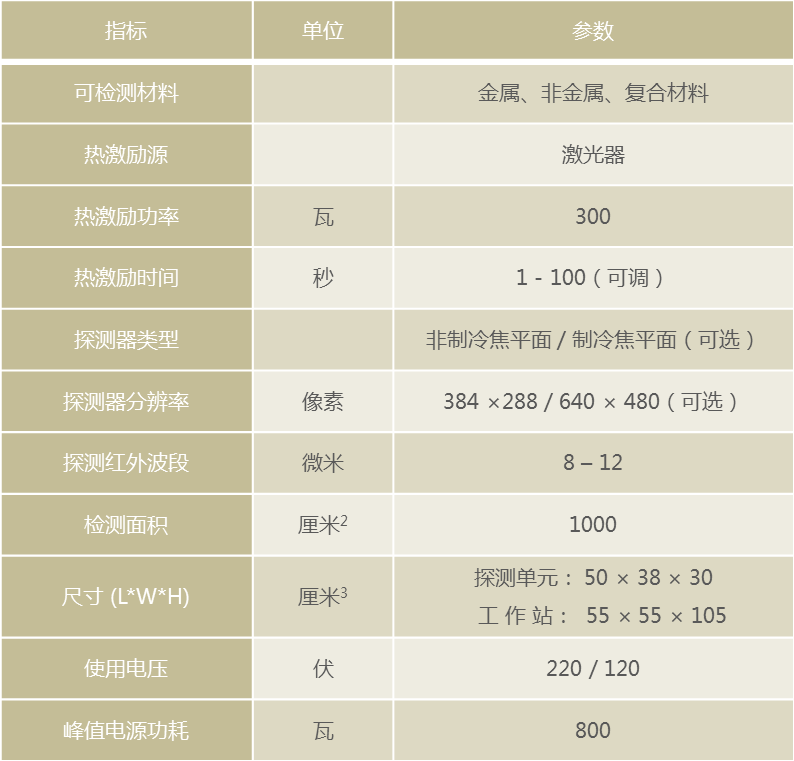 指标 单位 参数
可检测材料 金属、非金属、复合材料
热激励源 激光器
热激励功率 瓦 300
热激励时间 秒 1 - 100 ( 可调 )
探测器类型 非制冷焦平面 / 制冷焦平面 ( 可选 )
探测器分辨率 像素 384 ×288 / 640 × 480 ( 可选 )
探测红外波段 微米 8 – 12
检测面积 厘米² 1000
尺寸 (L*W*H) 厘米³ 探测单元： 50 × 38 × 30
工 作 站： 55 × 55 × 105
使用电压 伏 220 / 120
峰值电源功耗 瓦 800